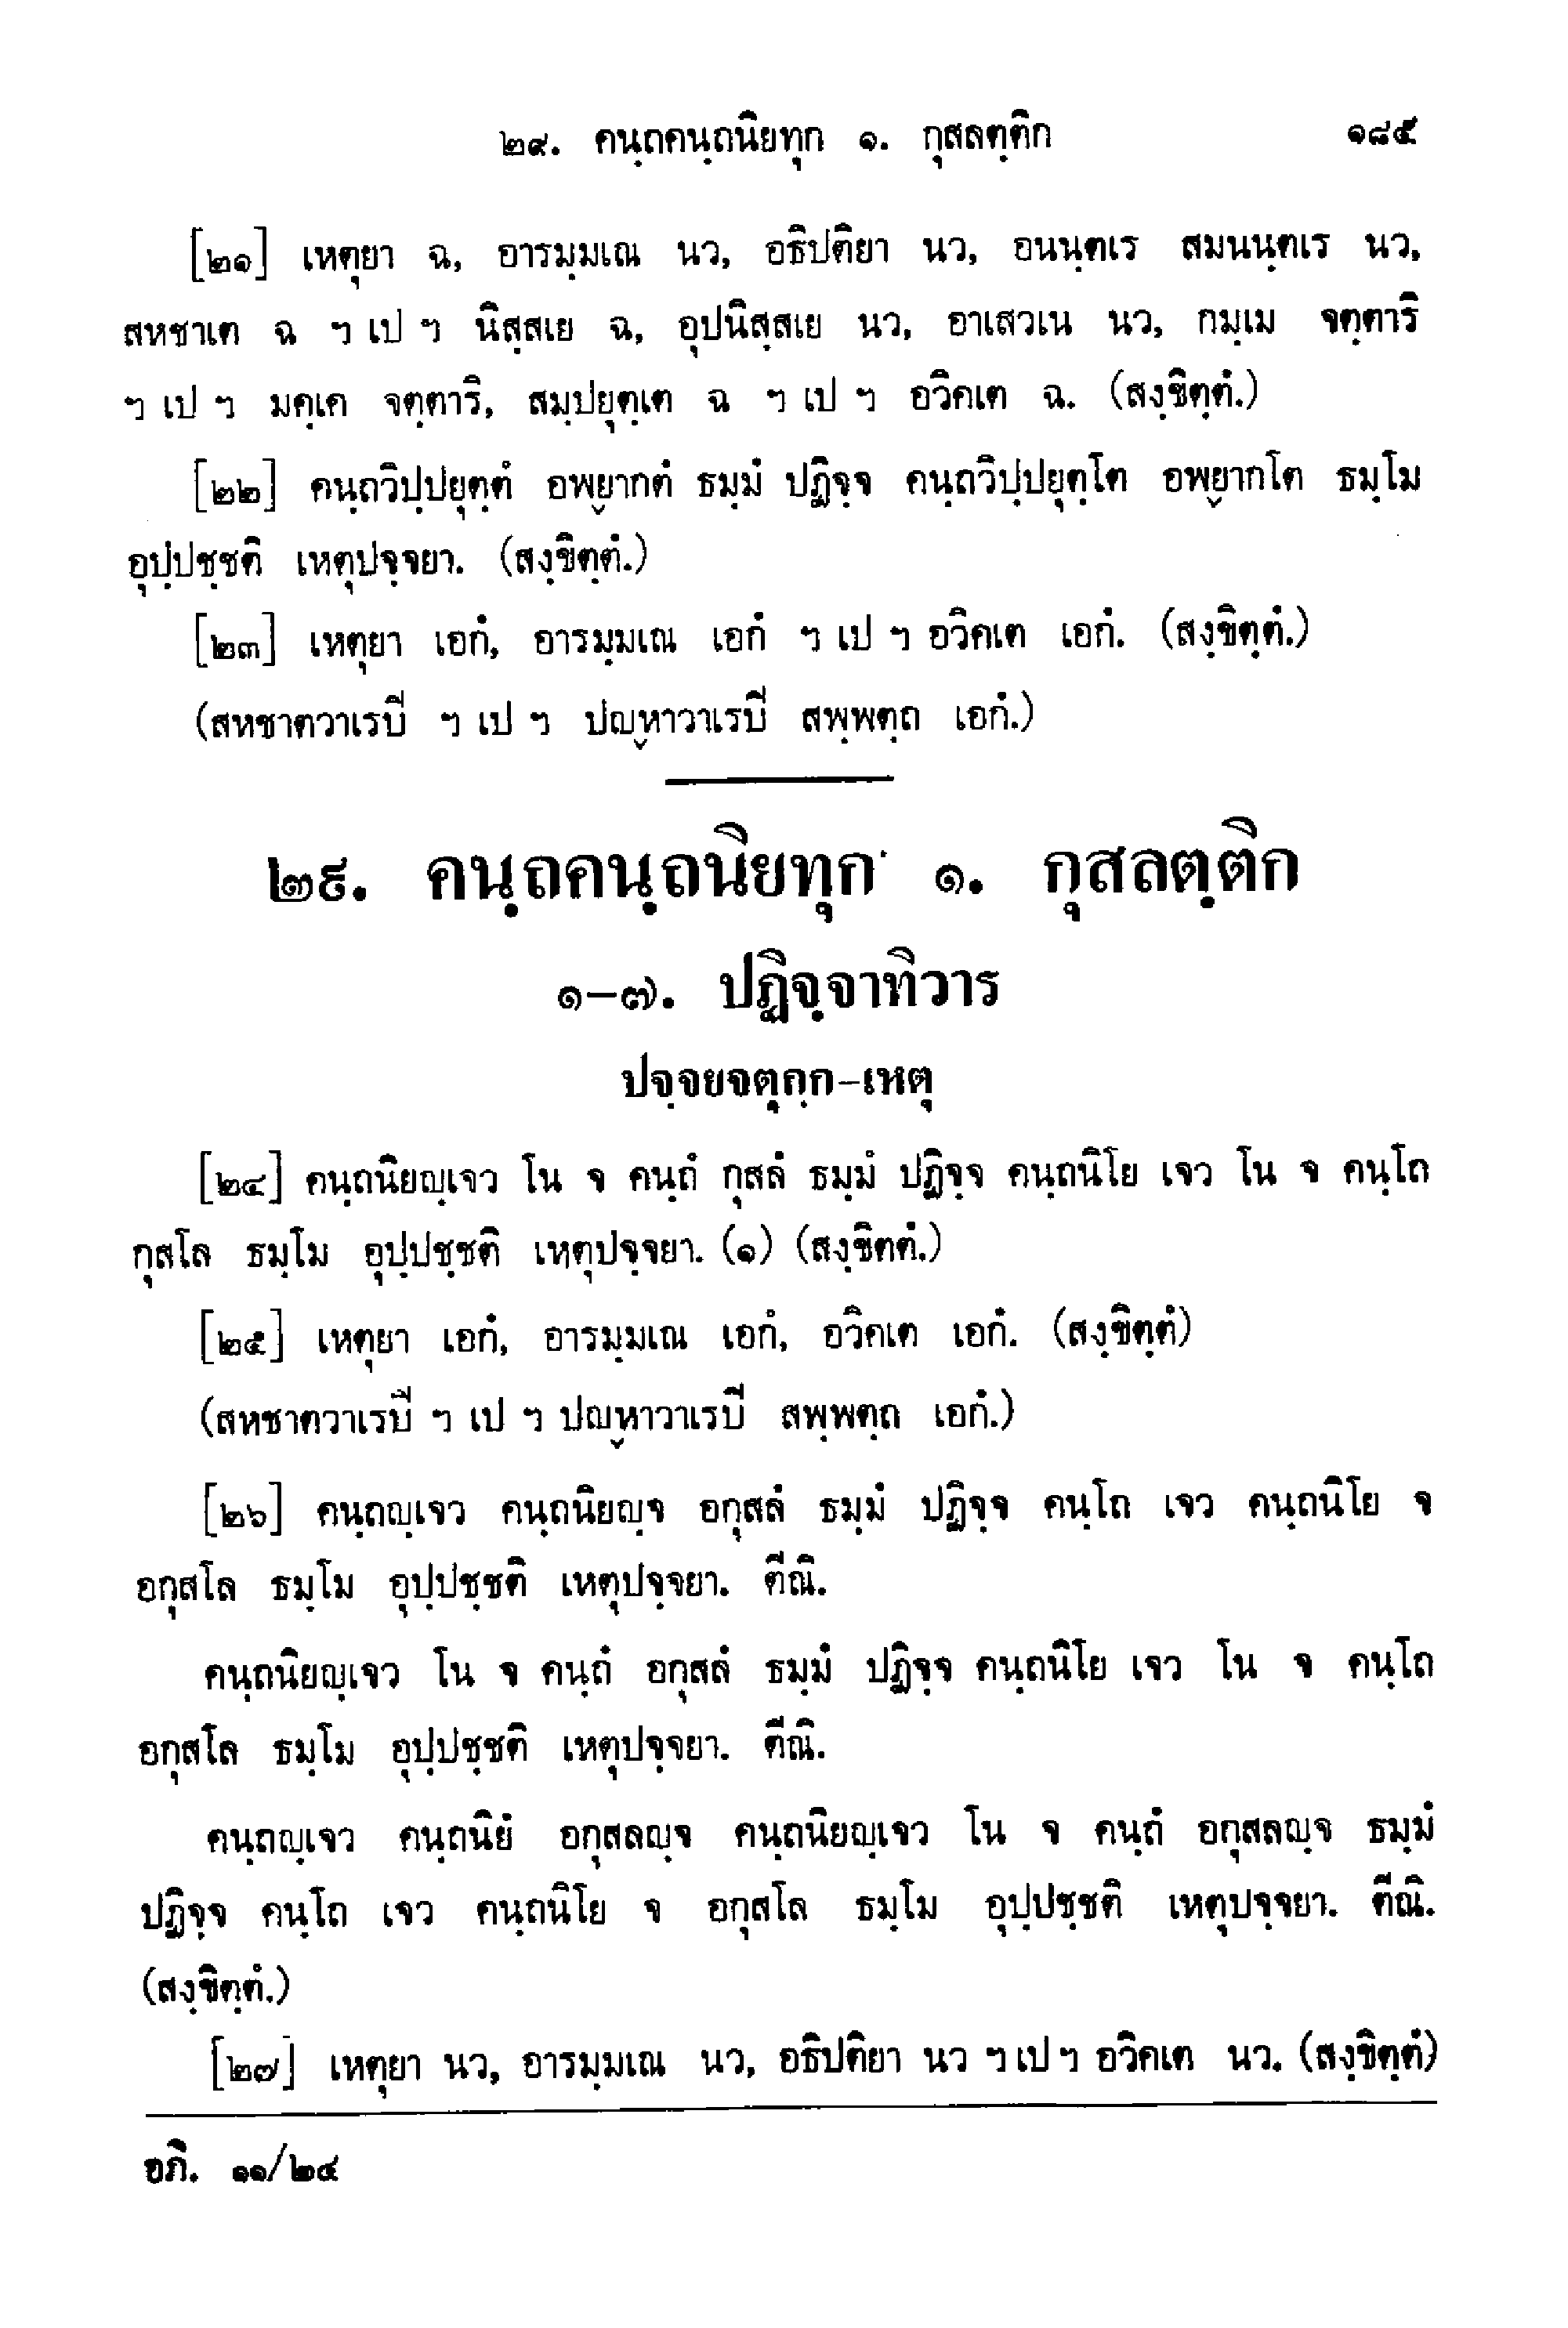 ๒๙. คนฺถคนฺถนิยทุก ๑. กุสลตฺติก ๑๘๕
[๒๑] เหตุยา ฉ, อารมฺมเณ นว, อธิปติยา นว, อนนฺตเร สมนนฺตเร นว,
สหชาเต ฉ ฯ เป ฯ นิสฺสเย ฉ, อุปนิสฺสเย นว, อาเสวเน นว, กมฺเม จตฺตาริ
ฯ เป ฯ มคฺเค จตฺตาริ, สมฺปยุตฺเต ฉ ฯ เป ฯ อวิคเต ฉ. (สงฺขิตฺตํ.)
[๒๒] คนฺถวิปฺปยุตฺตํ อพฺยากตํ ธมฺมํ ปฏิจฺจ คนฺถวิปฺปยุตฺโต อพฺยากโต ธมฺโม
อุปฺปชฺชติ เหตุปจฺจยา. (สงฺขิตฺตํ.)
[๒๓] เหตุยา เอกํ, อารมฺมเณ เอกํ ฯ เป ฯ อวิคเต เอกํ. (สงฺขิตฺตํ.)
(สหชาตวาเรปี ฯ เป ฯ ปญฺหาวาเรปี สพฺพตฺถ เอกํ.)
๒๙. คนฺถคนฺถนิยทุก ๑. กุสลตฺติก
๑–๗. ปฏิจฺจาทิวาร
ปจฺจยจตุกฺก–เหตุ
[๒๔] คนฺถนิยญฺเจว โน จ คนฺถํ กุสลํ ธมฺมํ ปฏิจฺจ คนฺถนิโย เจว โน จ คนฺโถ
กุสโล ธมฺโม อุปฺปชฺชติ เหตุปจฺจยา. (๑) (สงฺขิตตํ.)
[๒๕] เหตุยา เอกํ, อารมฺมเณ เอกํ, อวิคเต เอกํ. (สงฺขิตฺตํ)
(สหชาตวาเรปี ฯ เป ฯ ปญฺหาวาเรปี สพฺพตฺถ เอกํ.)
[๒๖] คนฺถญฺเจว คนฺถนิยญฺจ อกุสลํ ธมฺมํ ปฏิจฺจ คนฺโถ เจว คนฺถนิโย จ
อกุสโล ธมฺโม อุปฺปชฺชติ เหตุปจฺจยา. ตีณิ.
คนฺถนิยญฺเจว โน จ คนฺถํ อกุสลํ ธมฺมํ ปฏิจฺจ คนฺถนิโย เจว โน จ คนฺโถ
อกุสโล ธมฺโม อุปฺปชฺชติ เหตุปจฺจยา. ตีณิ.
คนฺถญฺเจว คนฺถนิยํ อกุสลญฺจ คนฺถนิยญฺเจว โน จ คนฺถํ อกุสลญฺจ ธมฺมํ
ปฏิจฺจ คนฺโถ เจว คนฺถนิโย จ อกุสโล ธมฺโม อุปฺปชฺชติ เหตุปจฺจยา. ตีณิ.
(สงฺขิตฺตํ.)
[๒๗] เหตุยา นว, อารมฺมเณ นว, อธิปติยา นว ฯ เป ฯ อวิคเต นว. (สงฺขิตฺตํ)
อภิ. ๑๑/๒๔